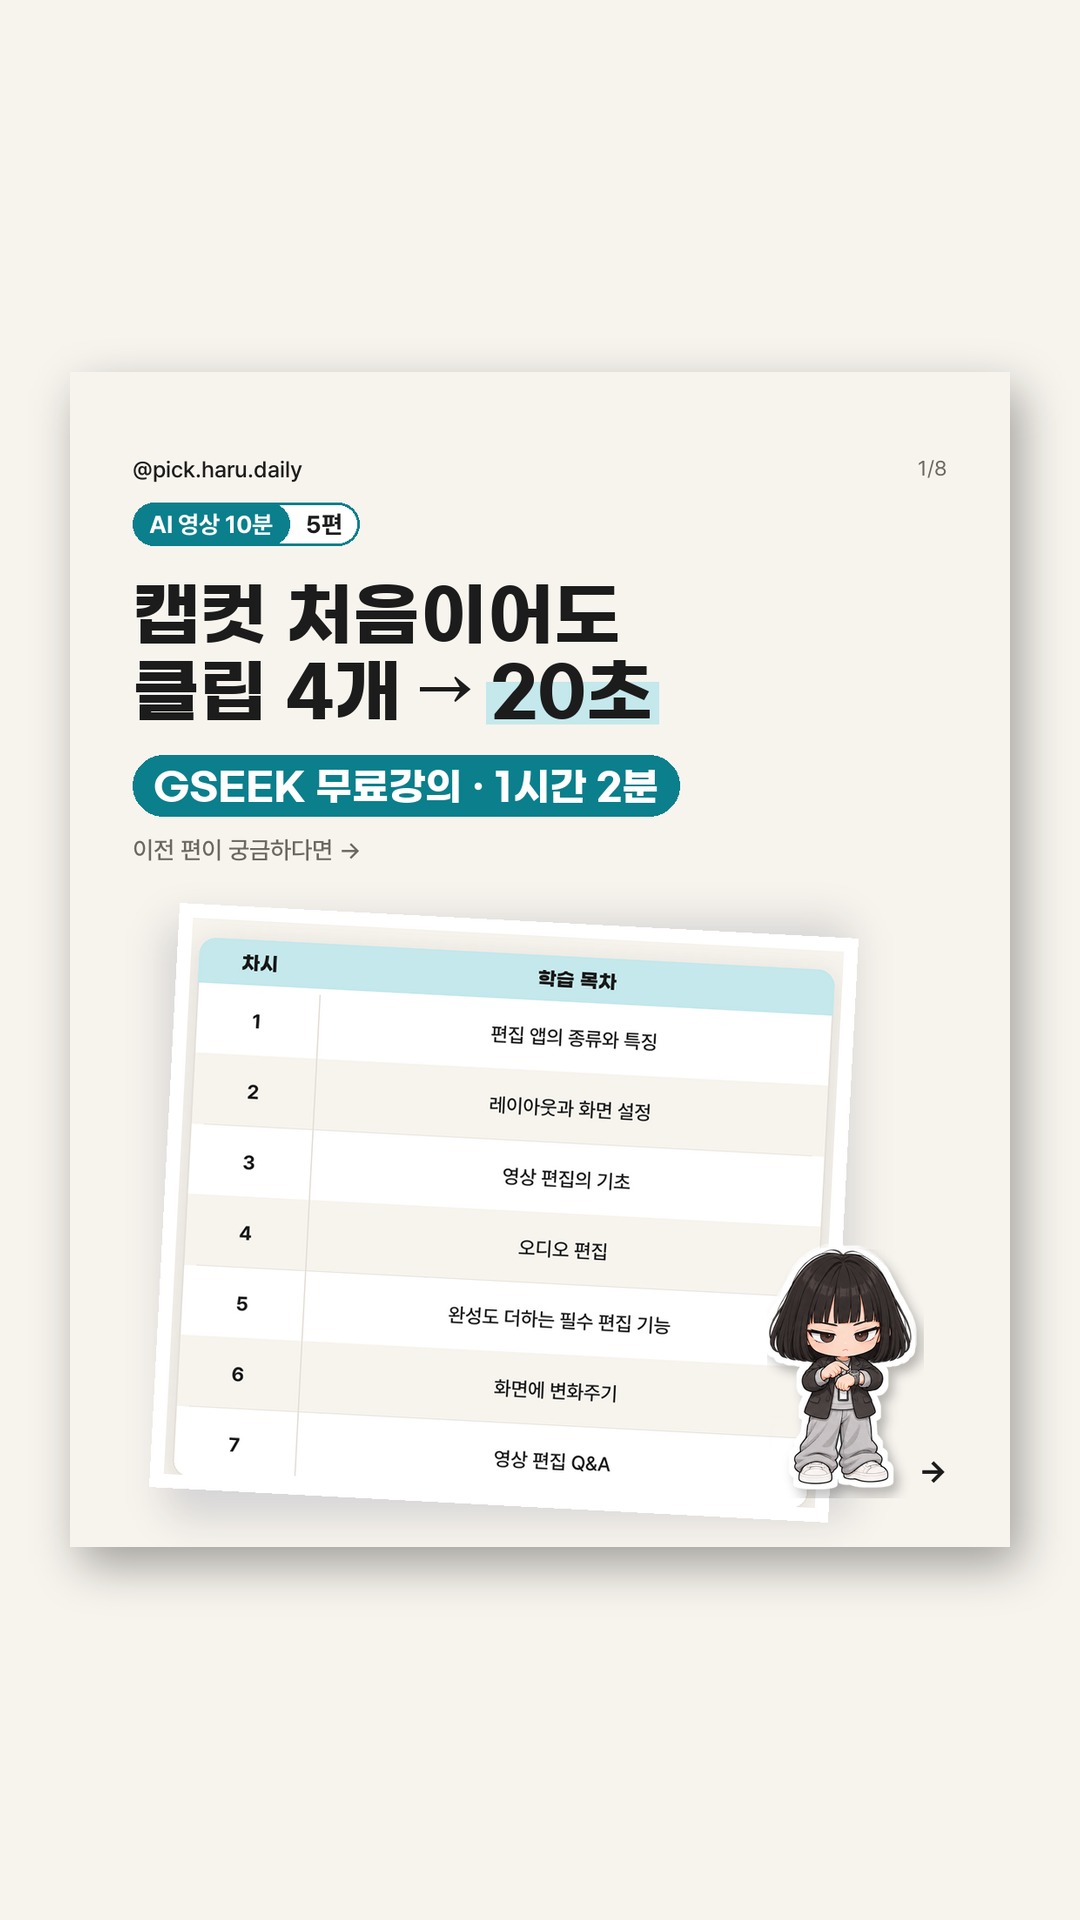 @pick.haru.daily
1/8
AI 영상 10분 5편
캡컷 처음이어도
클립 4개 → 20초
GSEEK 무료강의 · 1시간 2분
이전 편이 궁금하다면 →
차시 학습 목차
1 편집 앱의 종류와 특징
2 레이아웃과 화면 설정
3 영상 편집의 기초
4 오디오 편집
5 완성도 더하는 필수 편집 기능
6 화면에 변화주기
7 영상 편집 Q&A
→